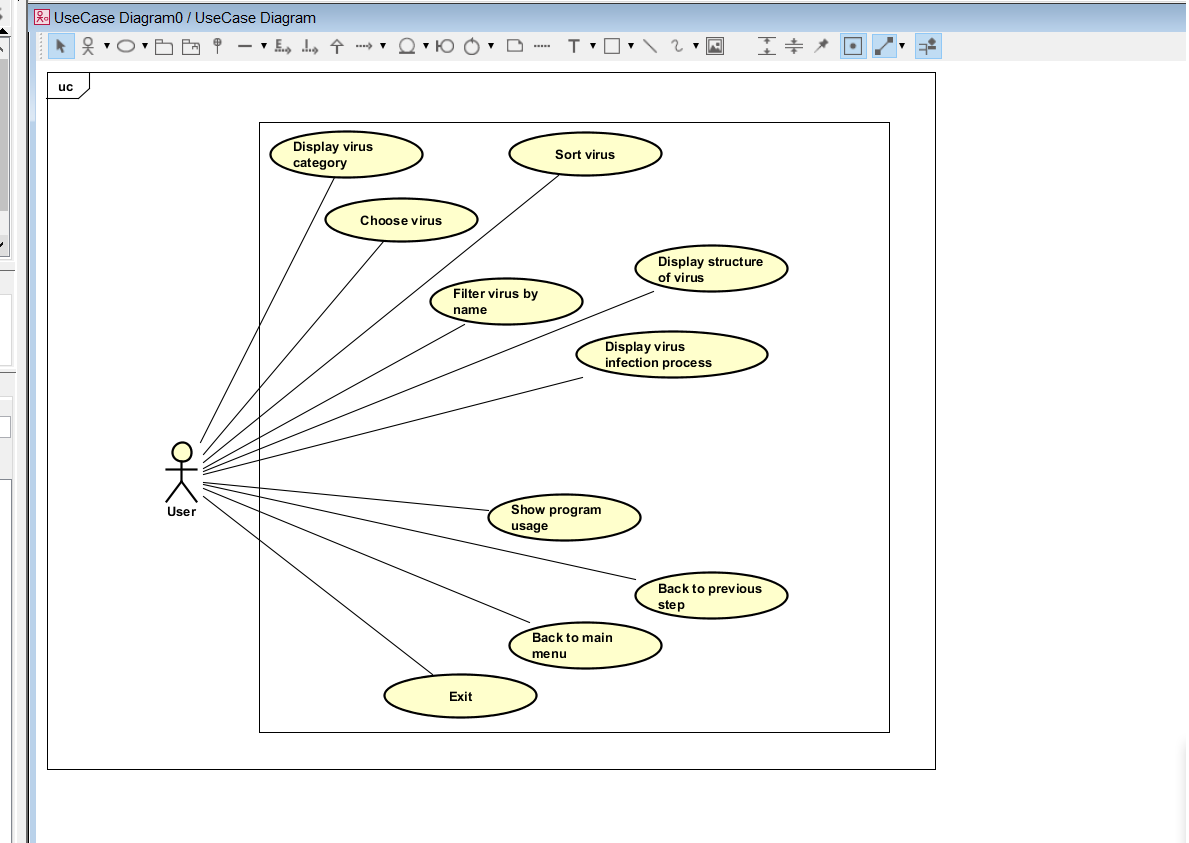 UseCase Diagram0 / UseCase Diagram
uc
Display virus
category
Sort virus
Choose virus
Display structure
of virus
Filter virus by
name
Display virus
infection process
User
Show program
usage
Back to previous
step
Back to main
menu
Exit